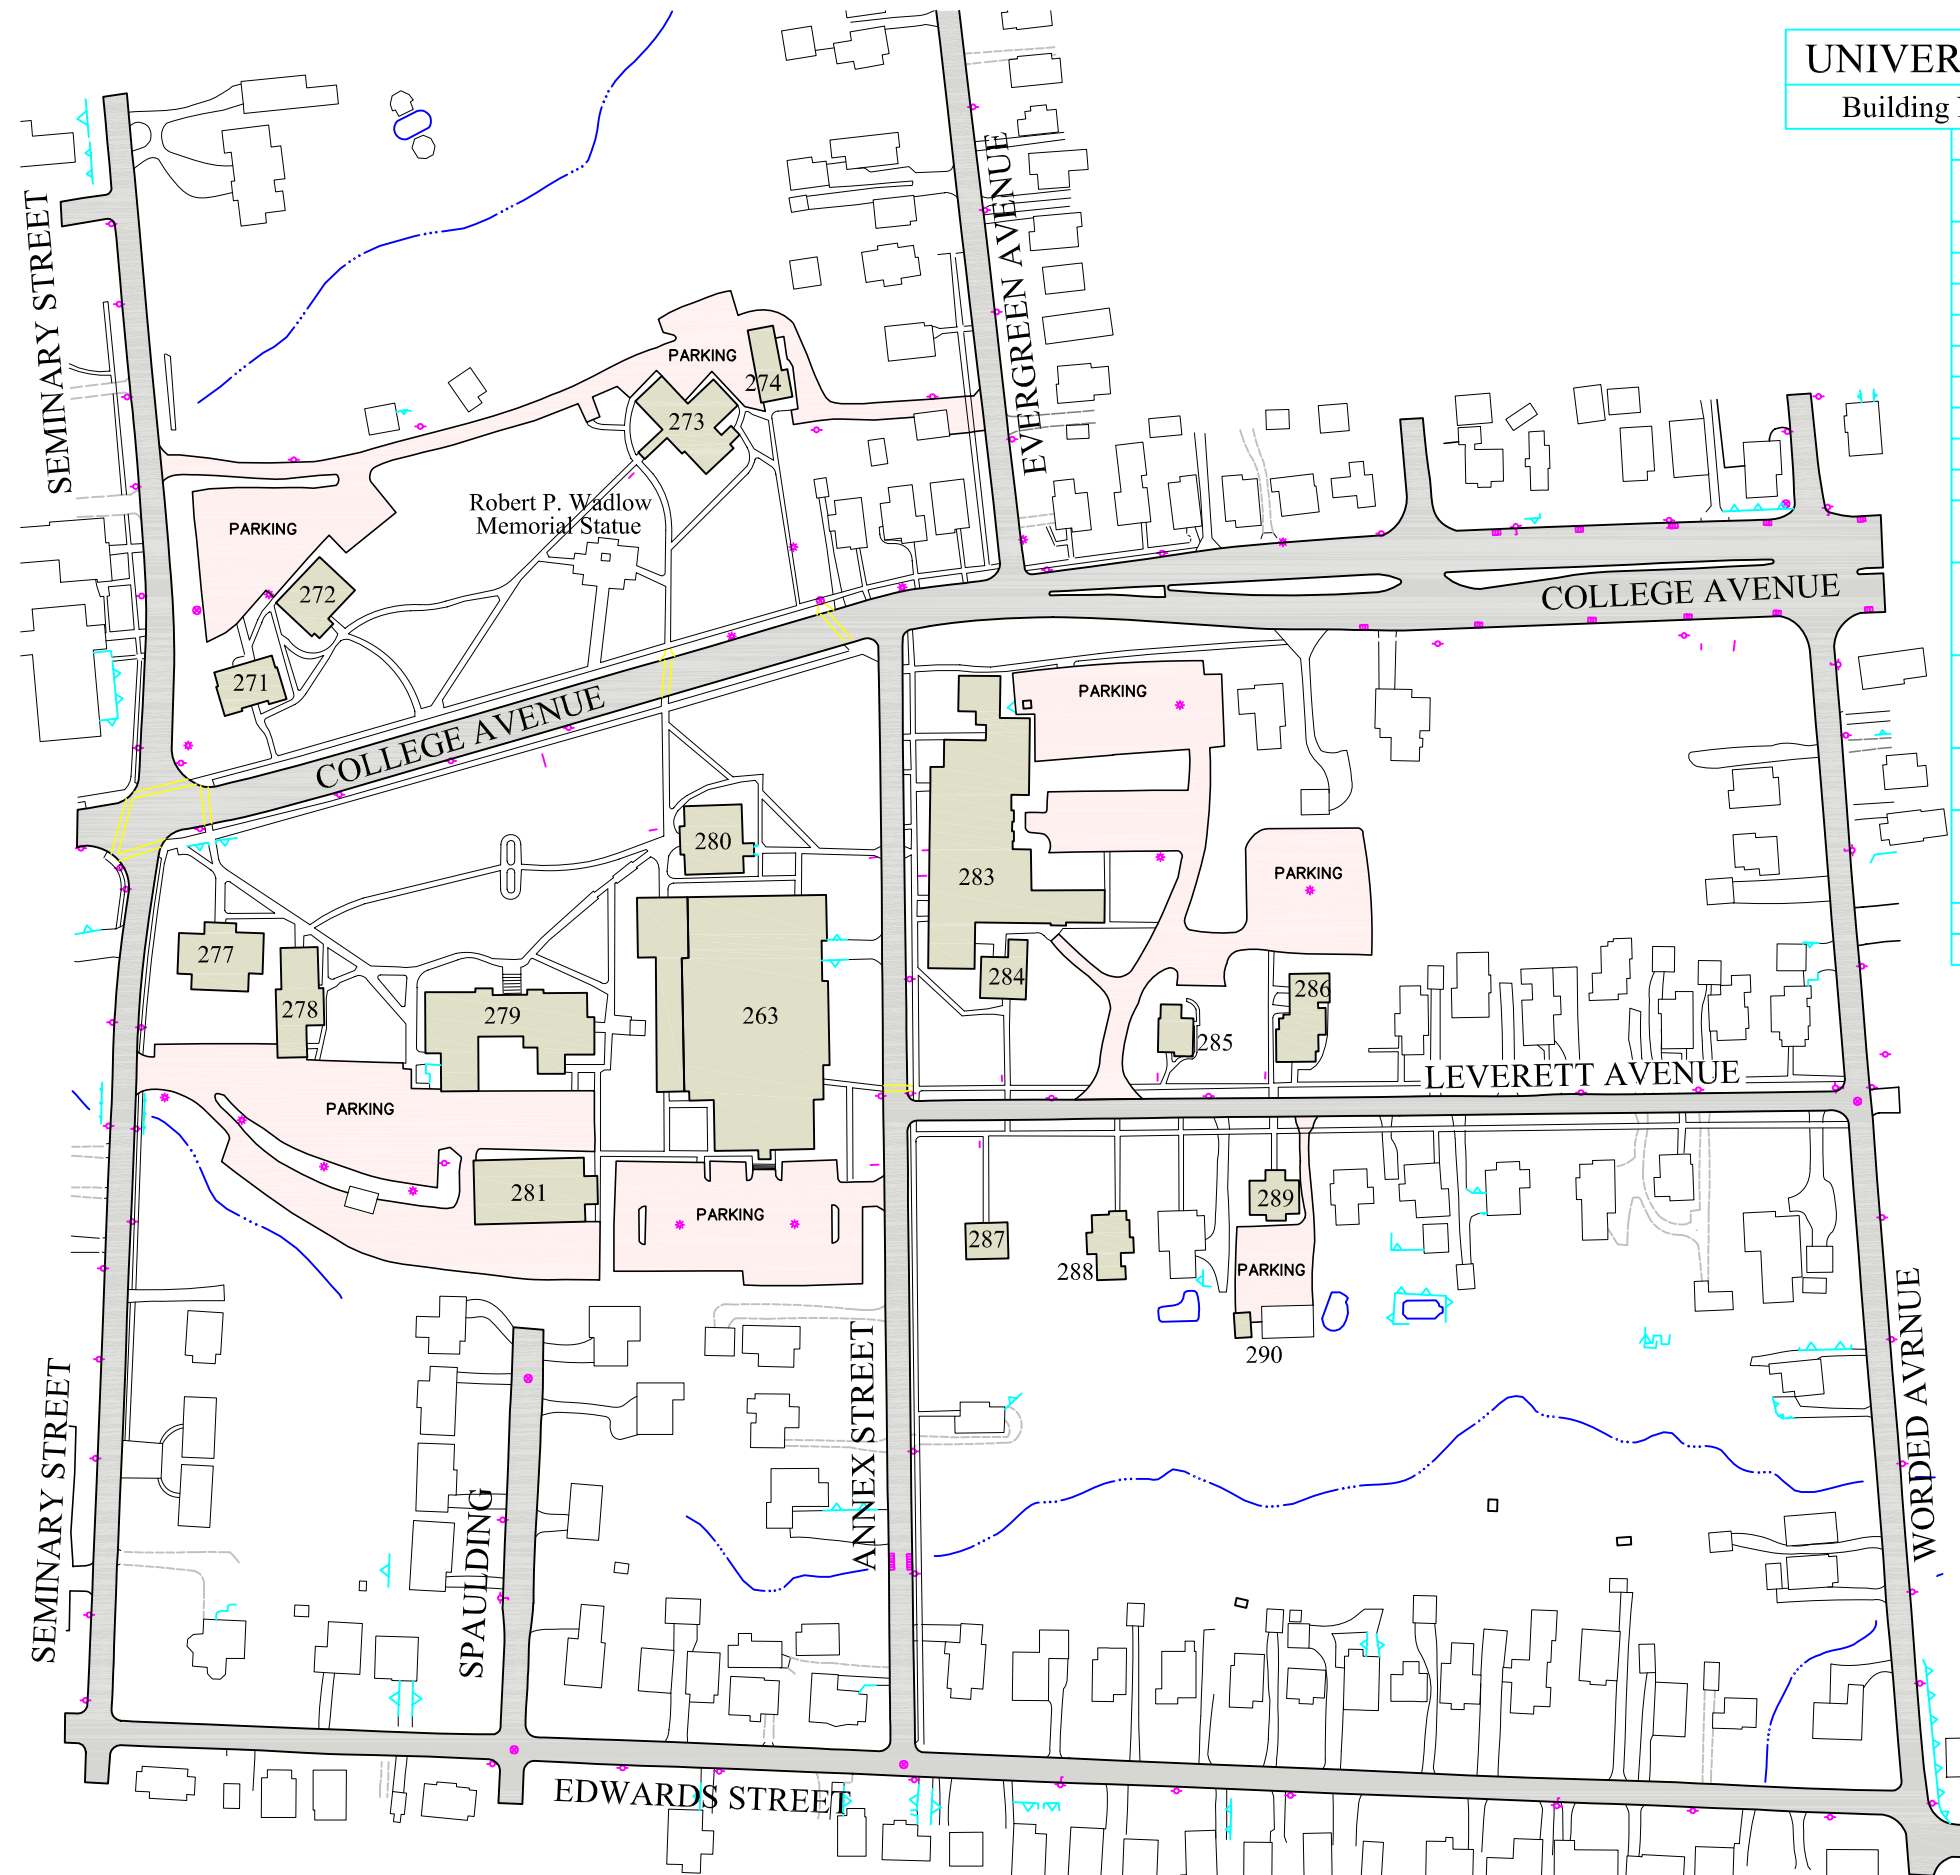 UNIVER
Building
SEMINARY STREET
EVERGREEN AVENUE
PARKING
274
273
Robert P. Wadlow
Memorial Statue
PARKING
272
271
COLLEGE AVENUE
COLLEGE AVENUE
PARKING
280
283
PARKING
277
278
279
263
284
285
286
LEVERETT AVENUE
PARKING
281
PARKING
287
288
289
PARKING
290
SEMINARY STREET
SPAULDING
ANNEX STREET
WORDED AVRNUE
EDWARDS STREET